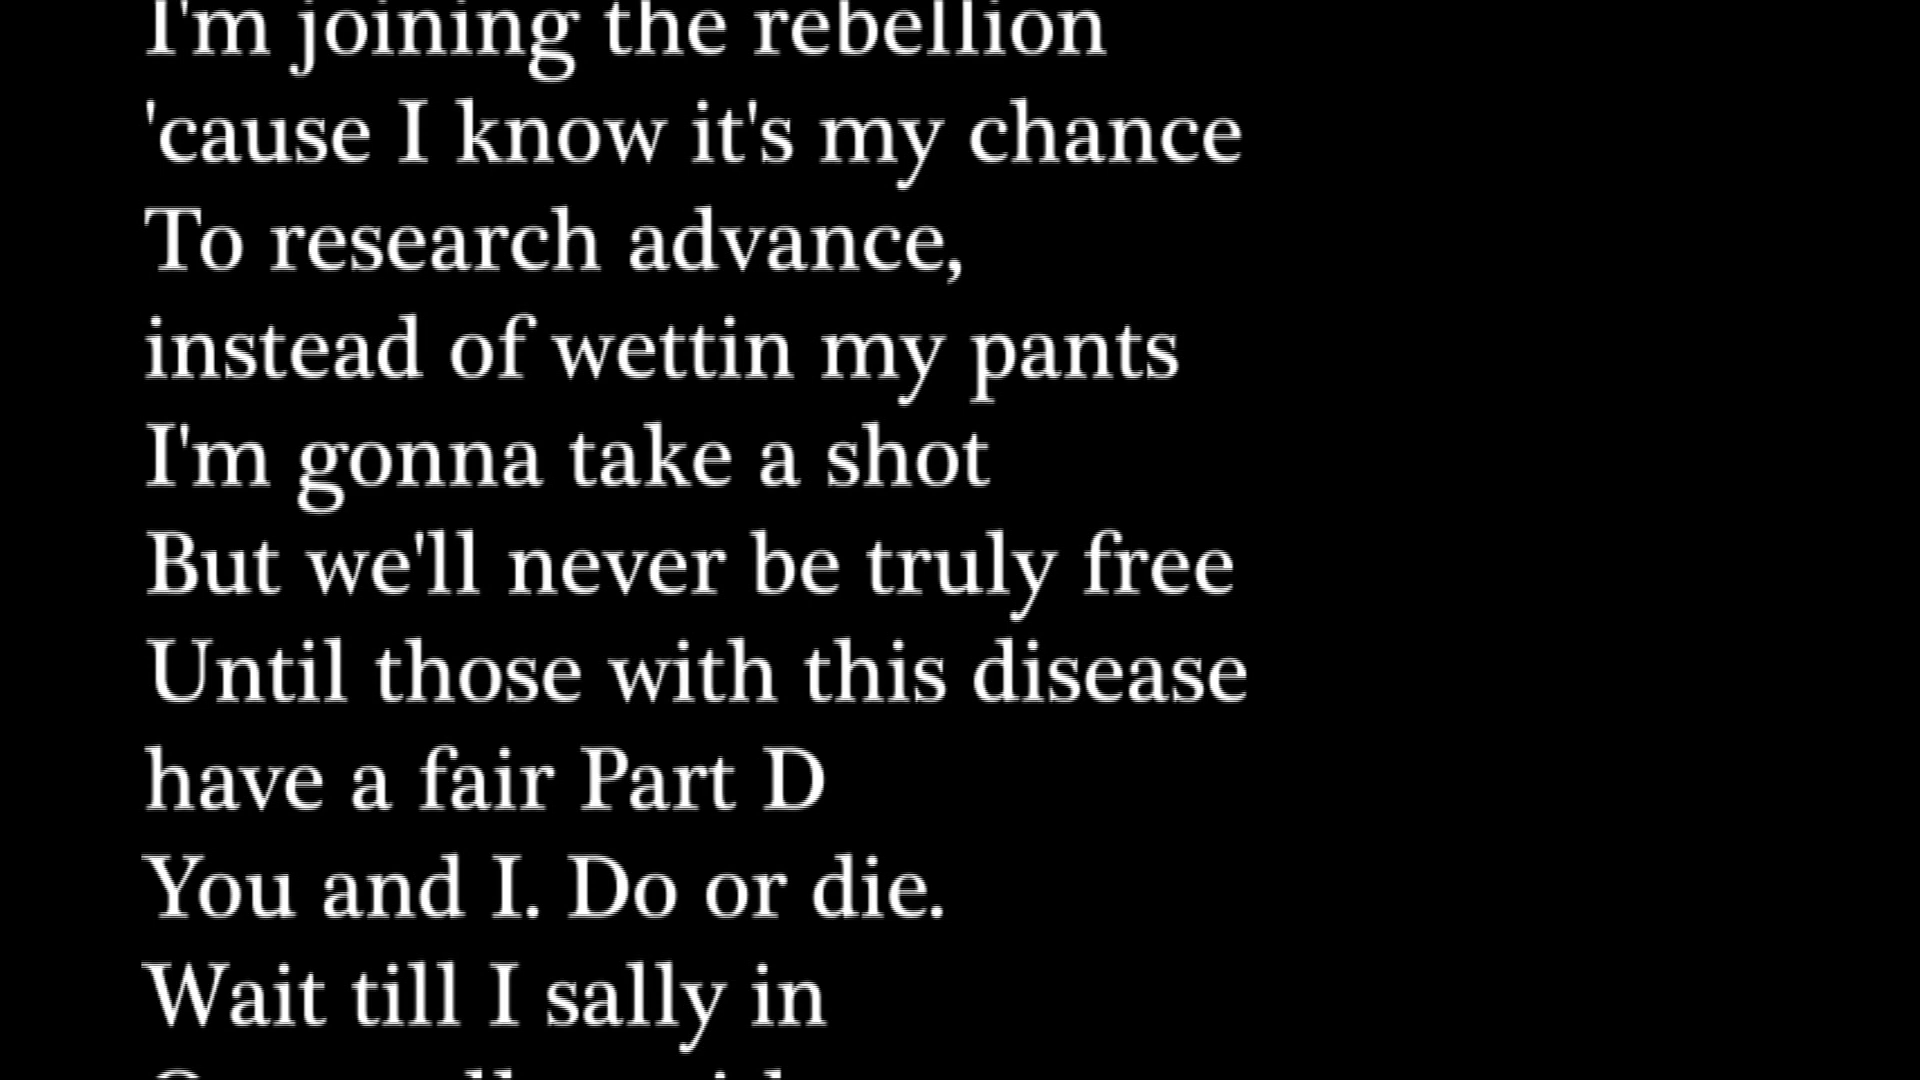 I'm joining the rebellion
'cause I know it's my chance
To research advance,
instead of wettin my pants
I'm gonna take a shot
But we'll never be truly free
Until those with this disease
have a fair Part D
You and I. Do or die.
Wait till I sally in